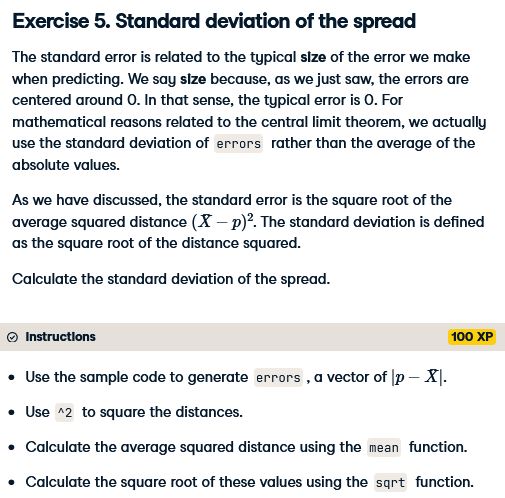 Exercise 5. Standard deviation of the spread
The standard error is related to the typical size of the error we make
when predicting. We say size because, as we just saw, the errors are
centered around 0. In that sense, the typical error is 0. For
mathematical reasons related to the central limit theorem, we actually
use the standard deviation of errors rather than the average of the
absolute values.
As we have discussed, the standard error is the square root of the
average squared distance (X̄ − p)². The standard deviation is defined
as the square root of the distance squared.
Calculate the standard deviation of the spread.
Instructions
100 XP
• Use the sample code to generate errors , a vector of |p − X̄|.
• Use ^2 to square the distances.
• Calculate the average squared distance using the mean function.
• Calculate the square root of these values using the sqrt function.